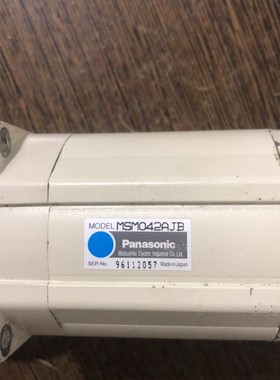 MODEL MSM042AJB
Panasonic
Matsushita Electric Industrial Co.,Ltd.
SER No. 96112057 Made in Japan